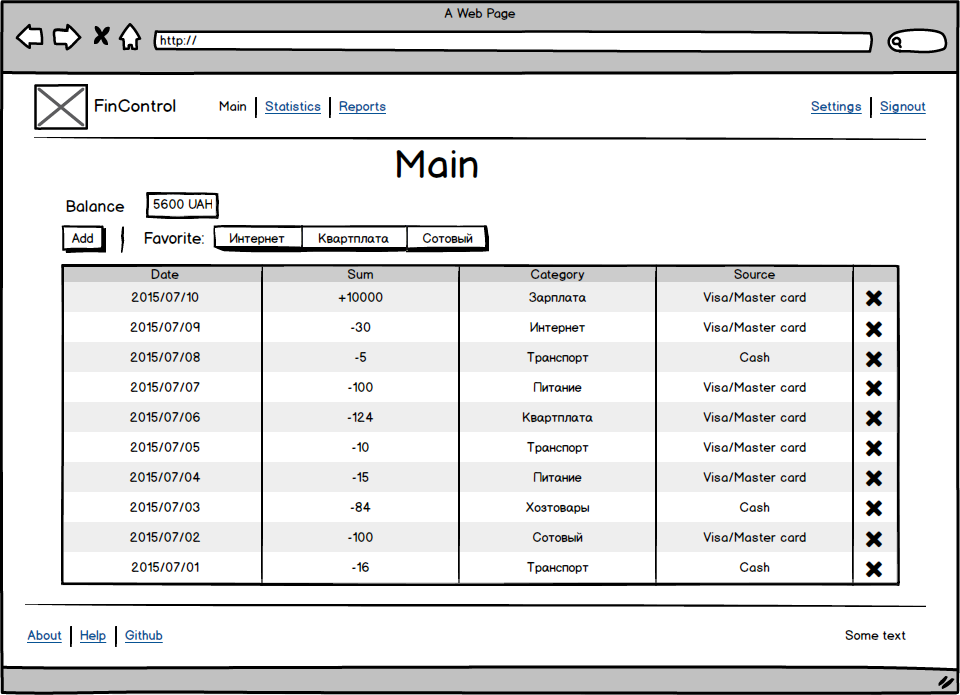 A Web Page
http://
FinControl Main Statistics Reports Settings Signout
Main
Balance 5600 UAH
Add Favorite: Интернет Квартплата Сотовый
Date Sum Category Source
2015/07/10 +10000 Зарплата Visa/Master card
2015/07/09 -30 Интернет Visa/Master card
2015/07/08 -5 Транспорт Cash
2015/07/07 -100 Питание Visa/Master card
2015/07/06 -124 Квартплата Visa/Master card
2015/07/05 -10 Транспорт Visa/Master card
2015/07/04 -15 Питание Visa/Master card
2015/07/03 -84 Хозтовары Cash
2015/07/02 -100 Сотовый Visa/Master card
2015/07/01 -16 Транспорт Cash
About Help Github Some text